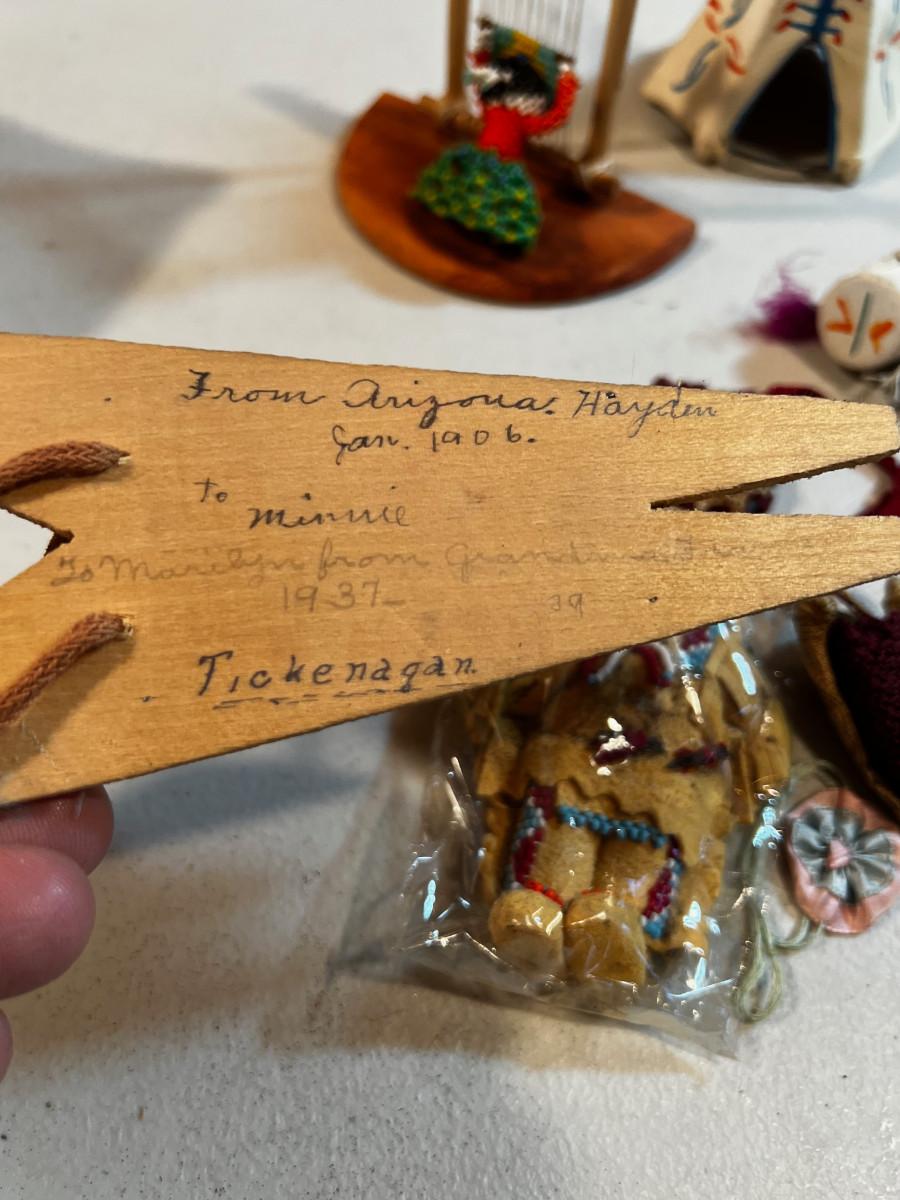 From Arizona. Hayden
Jan. 1906.
to
Minnie
To Marilyn from Grandma
1937-
39
Tickenagan.